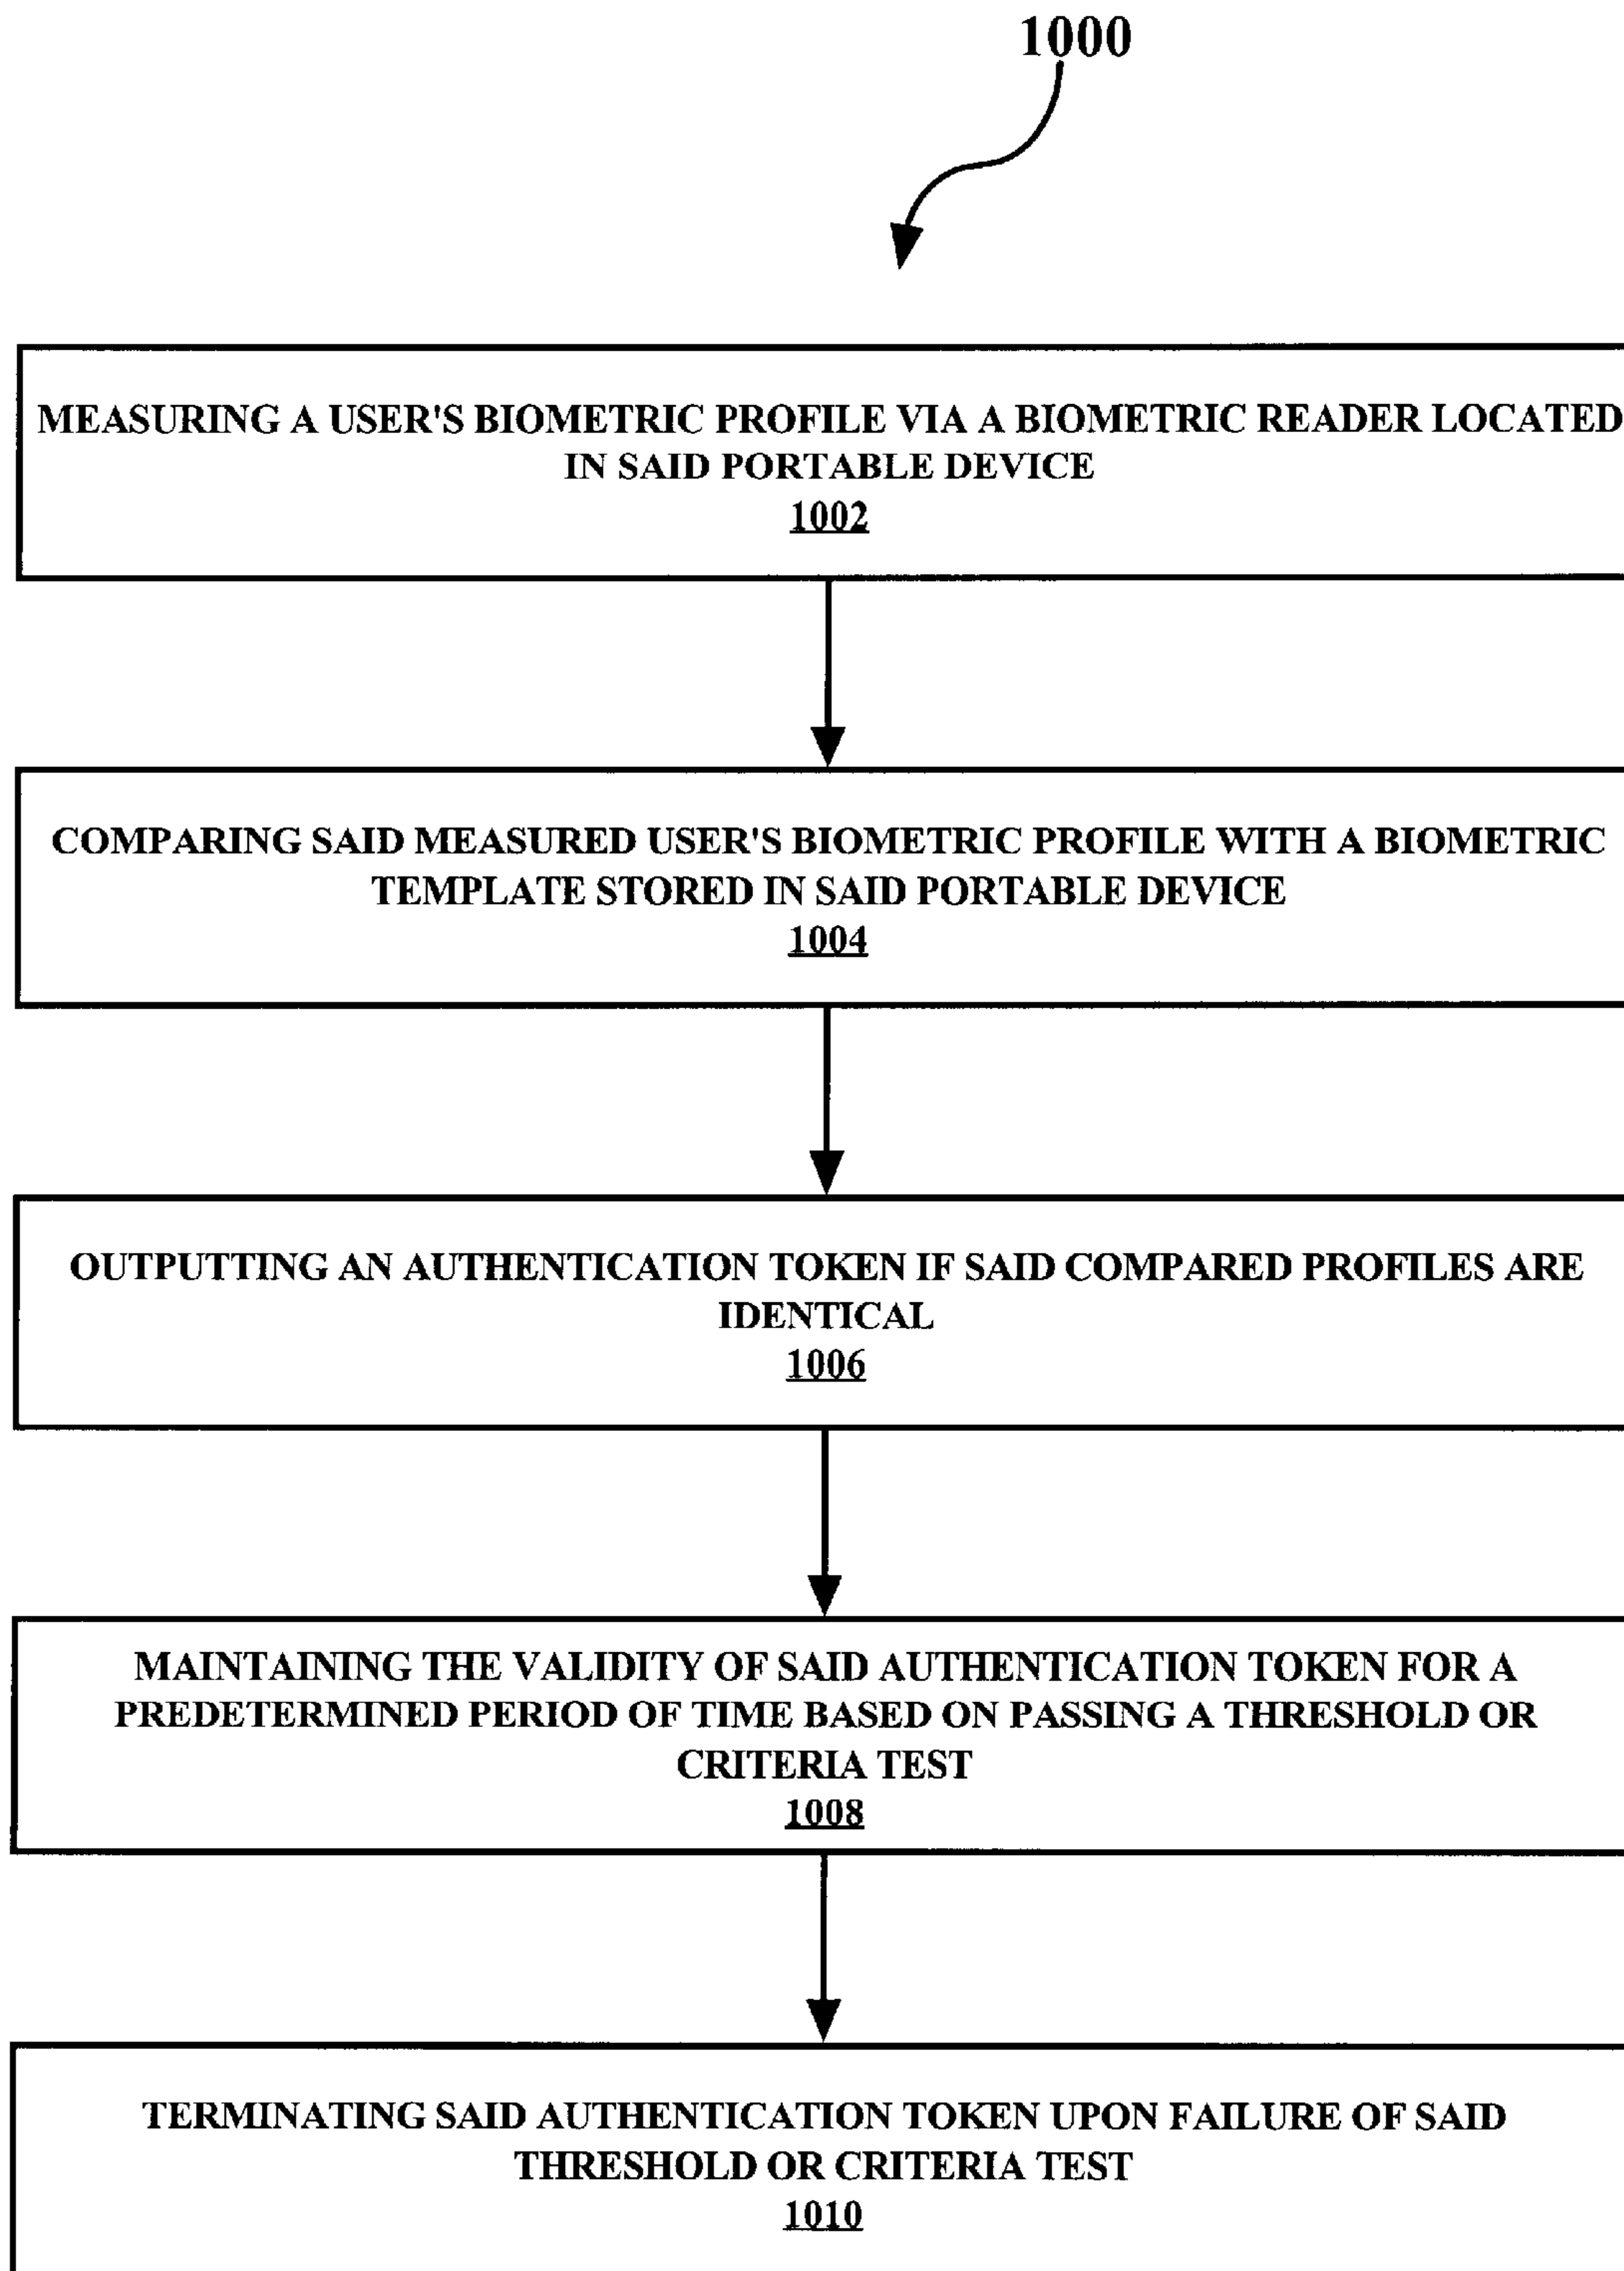 1000
MEASURING A USER'S BIOMETRIC PROFILE VIA A BIOMETRIC READER LOCATED
IN SAID PORTABLE DEVICE
1002
COMPARING SAID MEASURED USER'S BIOMETRIC PROFILE WITH A BIOMETRIC
TEMPLATE STORED IN SAID PORTABLE DEVICE
1004
OUTPUTTING AN AUTHENTICATION TOKEN IF SAID COMPARED PROFILES ARE
IDENTICAL
1006
MAINTAINING THE VALIDITY OF SAID AUTHENTICATION TOKEN FOR A
PREDETERMINED PERIOD OF TIME BASED ON PASSING A THRESHOLD OR
CRITERIA TEST
1008
TERMINATING SAID AUTHENTICATION TOKEN UPON FAILURE OF SAID
THRESHOLD OR CRITERIA TEST
1010